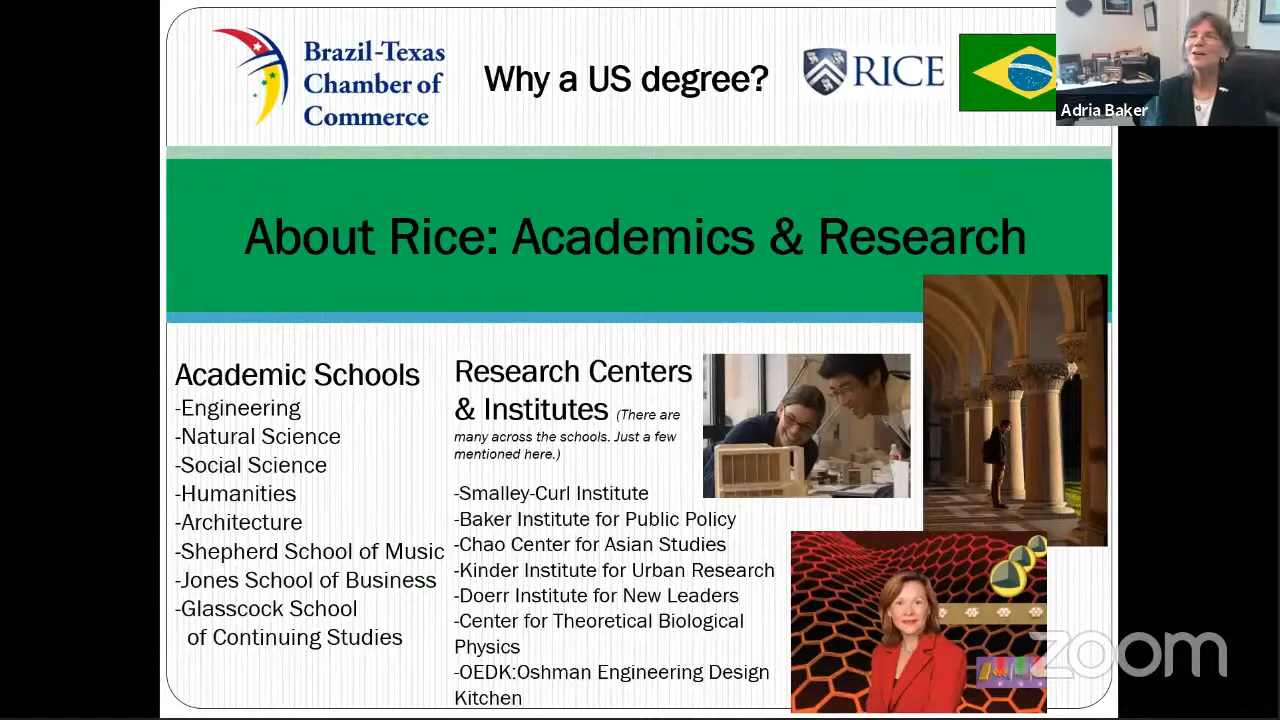 Brazil-Texas
Chamber of
Commerce
Why a US degree?
RICE
Adria Baker
About Rice: Academics & Research
Academic Schools
-Engineering
-Natural Science
-Social Science
-Humanities
-Architecture
-Shepherd School of Music
-Jones School of Business
-Glasscock School
of Continuing Studies
Research Centers
& Institutes (There are
many across the schools. Just a few
mentioned here.)
-Smalley-Curl Institute
-Baker Institute for Public Policy
-Chao Center for Asian Studies
-Kinder Institute for Urban Research
-Doerr Institute for New Leaders
-Center for Theoretical Biological
Physics
-OEDK:Oshman Engineering Design
Kitchen
zoom